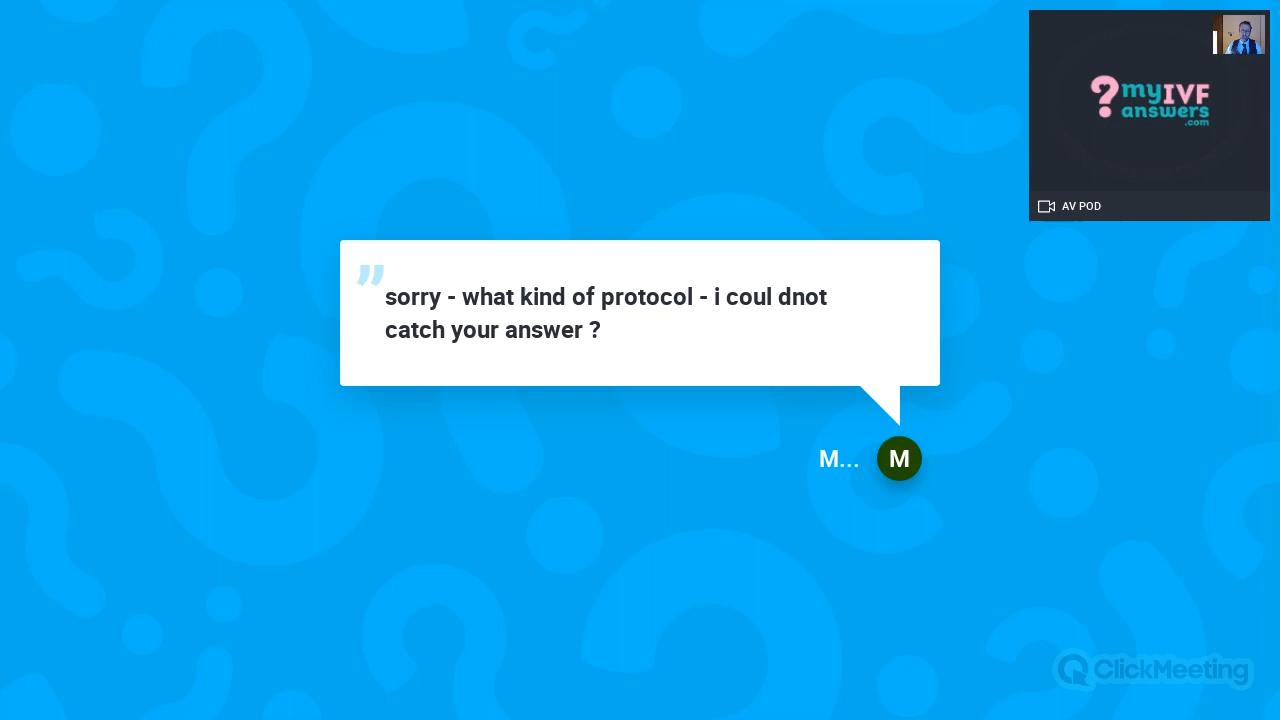 myIVF
answers
.com
AV POD
sorry - what kind of protocol - i coul dnot
catch your answer ?
M...
M
ClickMeeting